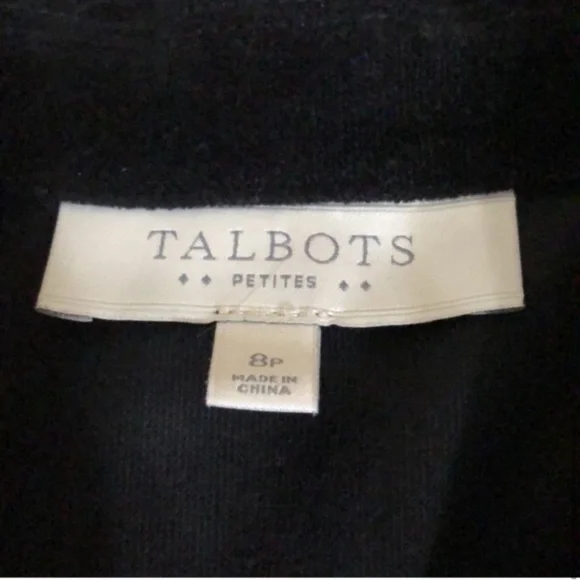 TALBOTS
PETITES
8P
MADE IN
CHINA